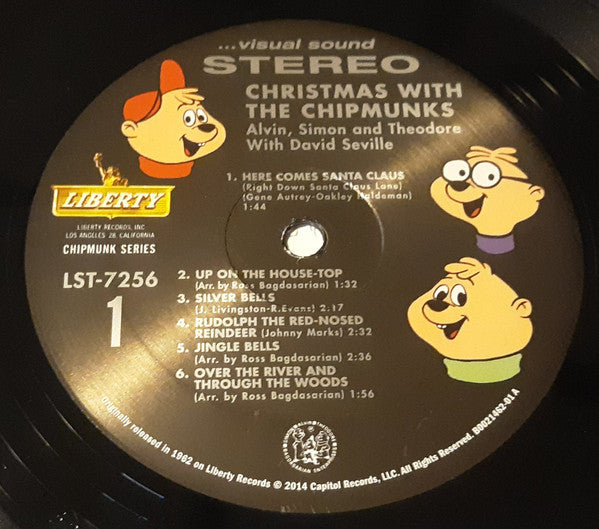 ...visual sound
STEREO
CHRISTMAS WITH
THE CHIPMUNKS
Alvin, Simon and Theodore
With David Seville
1. HERE COMES SANTA CLAUS
(Right Down Santa Claus Lane)
(Gene Autrey-Oakley Haldeman)
1:44
LIBERTY
LIBERTY RECORDS, INC
LOS ANGELES 28, CALIFORNIA
CHIPMUNK SERIES
LST-7256
1
2. UP ON THE HOUSE-TOP
(Arr. by Ross Bagdasarian) 1:32
3. SILVER BELLS
(J. Livingston-R.Evans) 2:17
4. RUDOLPH THE RED-NOSED
REINDEER (Johnny Marks) 2:32
5. JINGLE BELLS
(Arr. by Ross Bagdasarian) 2:36
6. OVER THE RIVER AND
THROUGH THE WOODS
(Arr. by Ross Bagdasarian) 1:56
Originally released in 1962 on Liberty Records © 2014 Capitol Records, LLC. All Rights Reserved. B0021462-01 A